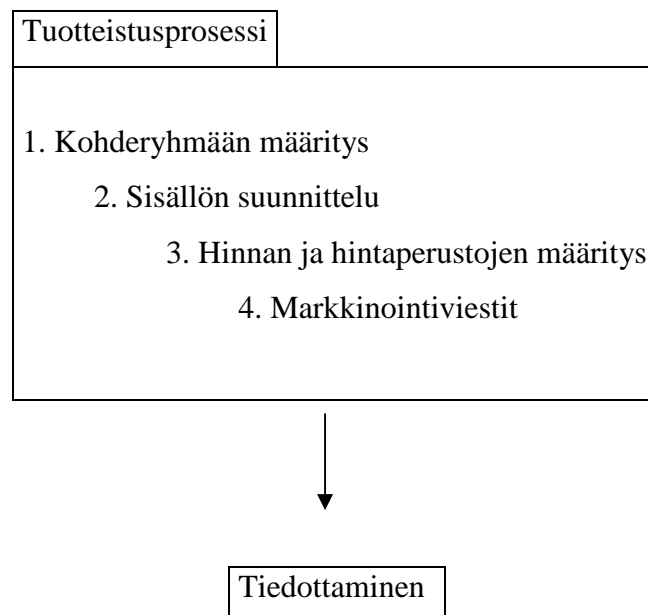 Tuotteistusprosessi
1. Kohderyhmään määritys
2. Sisällön suunnittelu
3. Hinnan ja hintaperustojen määritys
4. Markkinointiviestit
Tiedottaminen